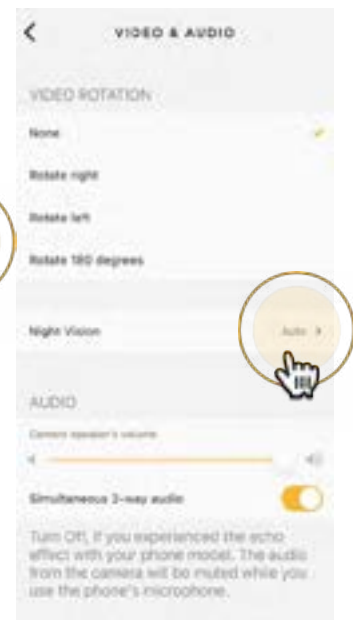 VIDEO & AUDIO
VIDEO ROTATION
None
Rotate right
Rotate left
Rotate 180 degrees
Night Vision
Auto
AUDIO
Camera speaker's volume
Simultaneous 2-way audio
Turn Off, if you experienced the echo
effect with your phone model. The audio
from the camera will be muted while you
use the phone's microphone.